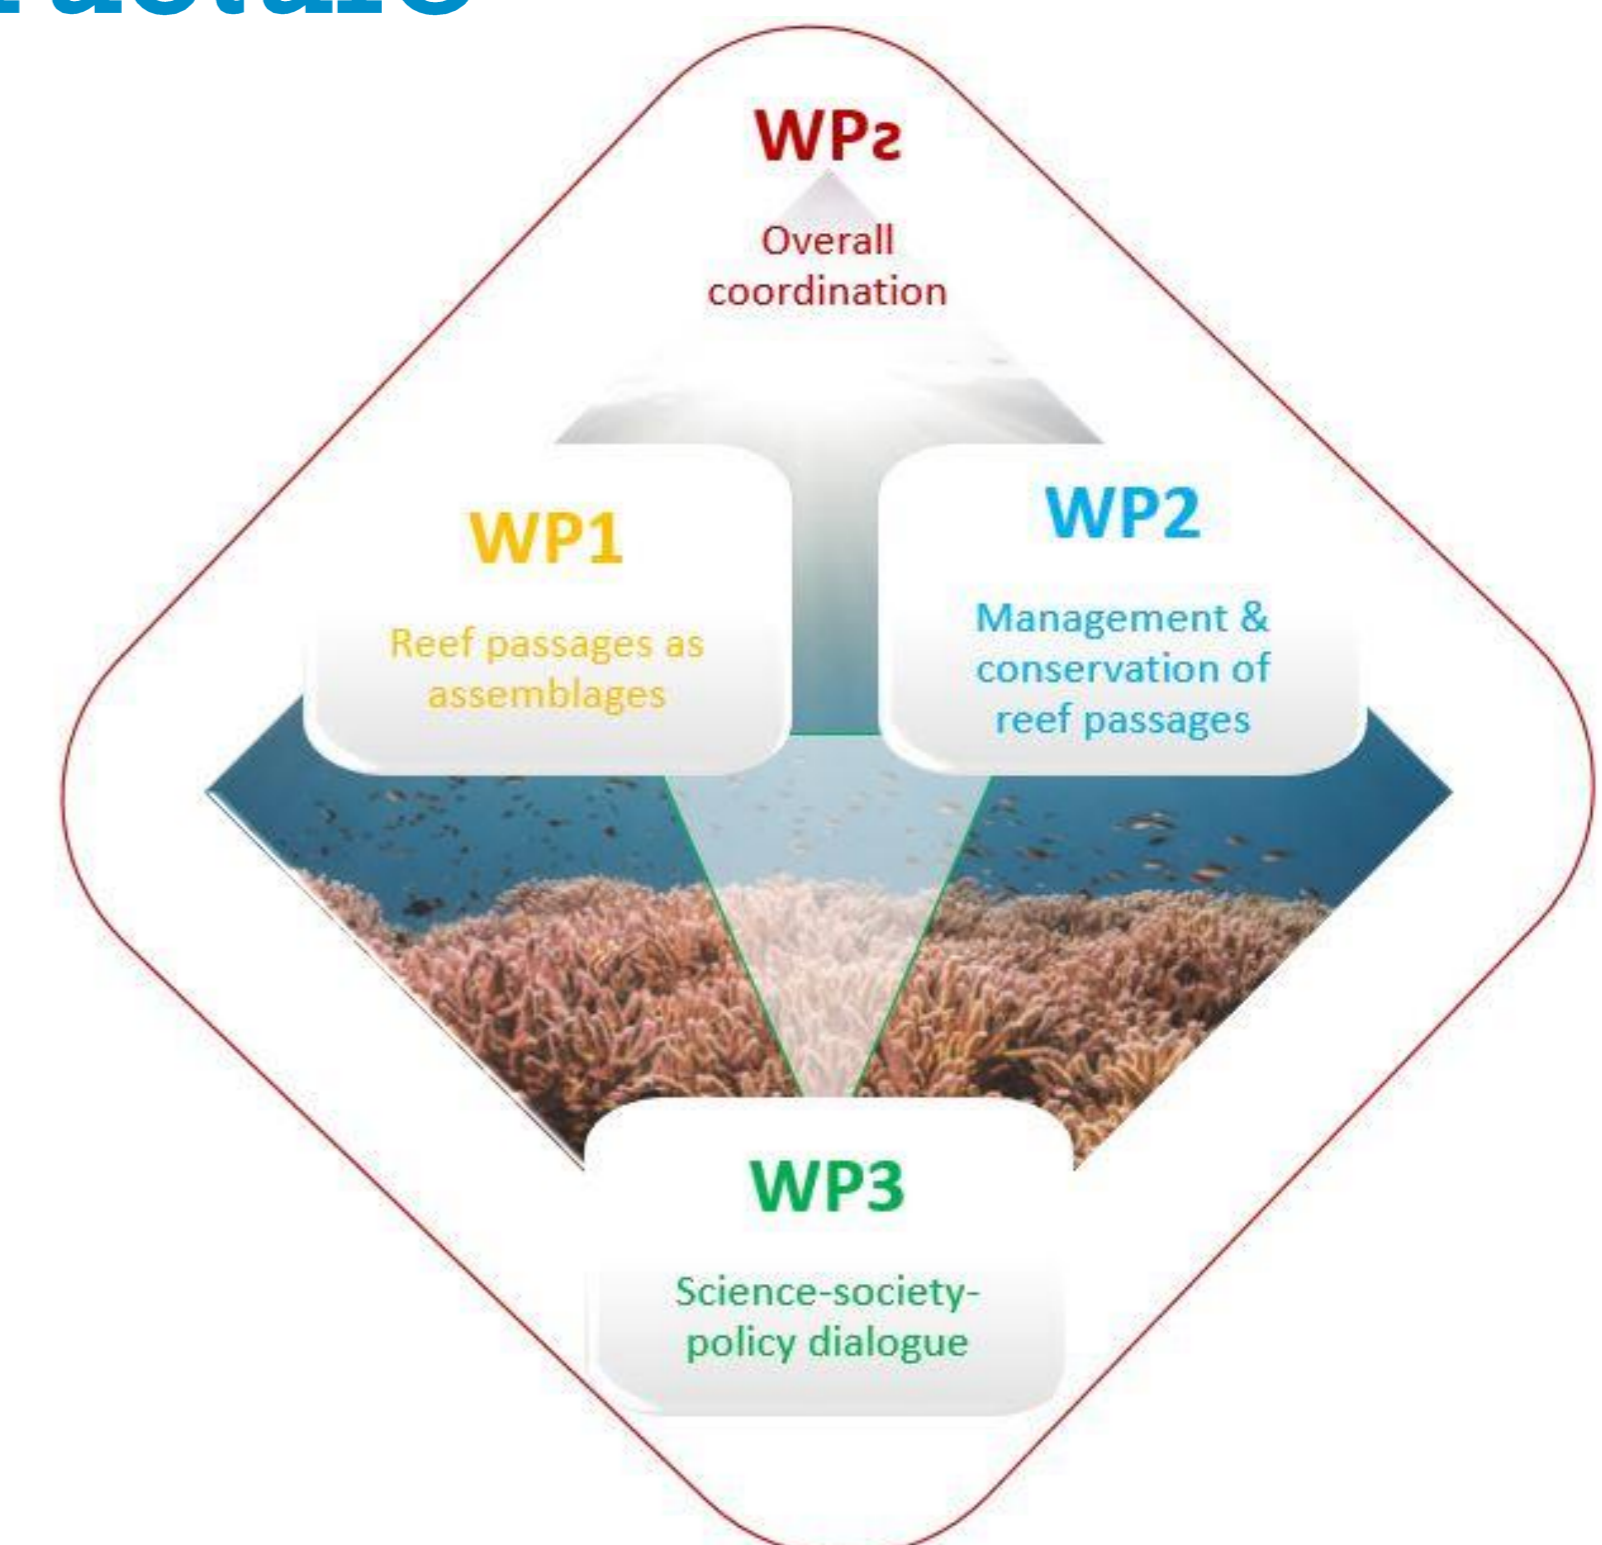 WPƨ
Overall
coordination
WP1
Reef passages as
assemblages
WP2
Management &
conservation of
reef passages
WP3
Science-society-
policy dialogue